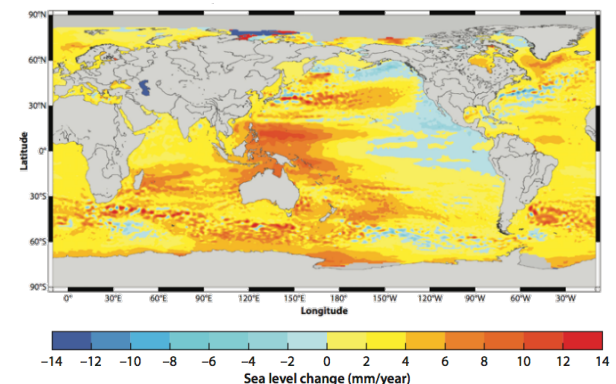 90°N
60°N
30°N
0°
30°S
60°S
90°S
Latitude
0° 30°E 60°E 90°E 120°E 150°E 180° 150°W 120°W 90°W 60°W 30°W
Longitude
−14 −12 −10 −8 −6 −4 −2 0 2 4 6 8 10 12 14
Sea level change (mm/year)